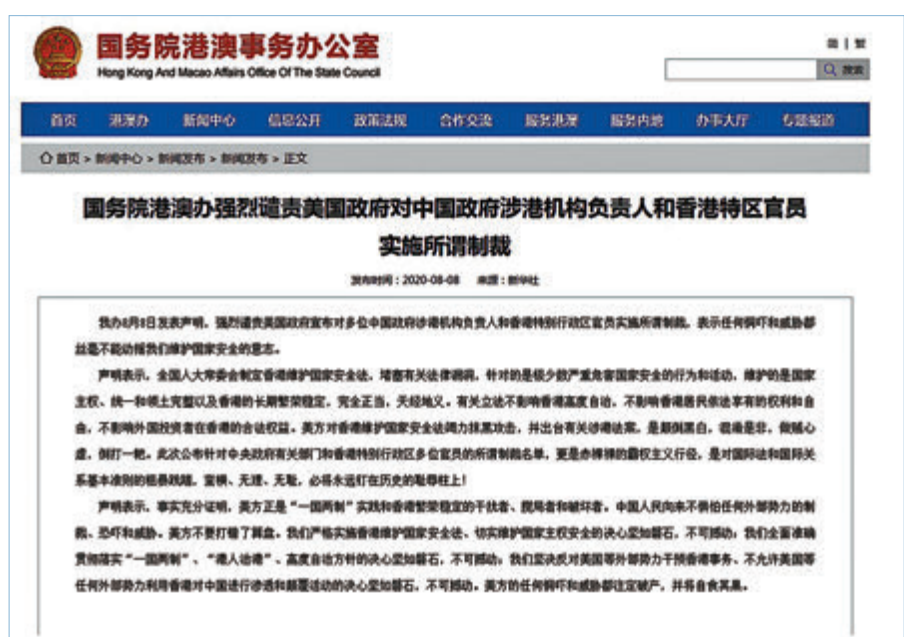 国务院港澳事务办公室
Hong Kong And Macao Affairs Office Of The State Council
简 | 繁
搜索
首页 港澳办 新闻中心 信息公开 政策法规 合作交流 服务港澳 服务内地 办事大厅 专题报道
首页 > 新闻中心 > 新闻发布 > 新闻发布 > 正文
国务院港澳办强烈谴责美国政府对中国政府涉港机构负责人和香港特区官员
实施所谓制裁
发布时间：2020-08-08 来源：新华社
我办8月8日发表声明，强烈谴责美国政府宣布对多位中国政府涉港机构负责人和香港特别行政区官员实施所谓制裁，表示任何恫吓和威胁都
丝毫不能动摇我们维护国家安全的意志。
声明表示，全国人大常委会制定香港维护国家安全法，堵塞有关法律漏洞，针对的是极少数严重危害国家安全的行为和活动，维护的是国家
主权、统一和领土完整以及香港的长期繁荣稳定，完全正当，天经地义。有关立法不影响香港高度自治，不影响香港居民依法享有的权利和自
由，不影响外国投资者在香港的合法权益。美方对香港维护国家安全法竭力抹黑攻击，并出台有关涉港法案，是颠倒黑白，混淆是非，做贼心
虚，倒打一耙。此次公布针对中央政府有关部门和香港特别行政区多位官员的所谓制裁名单，更是赤裸裸的霸权主义行径，是对国际法和国际关
系基本准则的粗暴践踏，蛮横、无理、无耻，必将永远钉在历史的耻辱柱上！
声明表示，事实充分证明，美方正是“一国两制”实践和香港繁荣稳定的干扰者、搅局者和破坏者。中国人民向来不惧怕任何外部势力的制
裁、恐吓和威胁。美方不要打错了算盘。我们严格实施香港维护国家安全法、切实维护国家主权安全的决心坚如磐石，不可撼动；我们全面准确
贯彻落实“一国两制”、“港人治港”、高度自治方针的决心坚如磐石，不可撼动；我们坚决反对美国等外部势力干预香港事务、不允许美国等
任何外部势力利用香港对中国进行渗透和颠覆活动的决心坚如磐石，不可撼动。美方的任何恫吓和威胁都注定破产，并将自食其果。